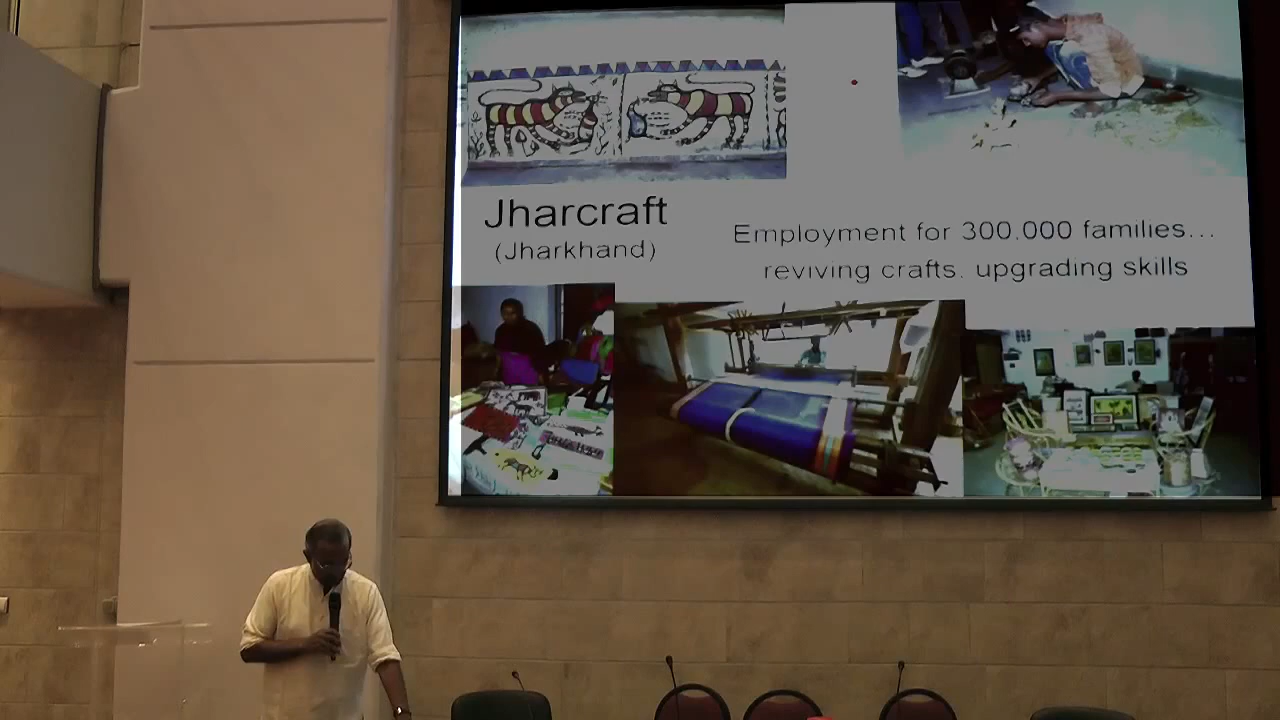 Jharcraft
(Jharkhand)
Employment for 300.000 families...
reviving crafts. upgrading skills